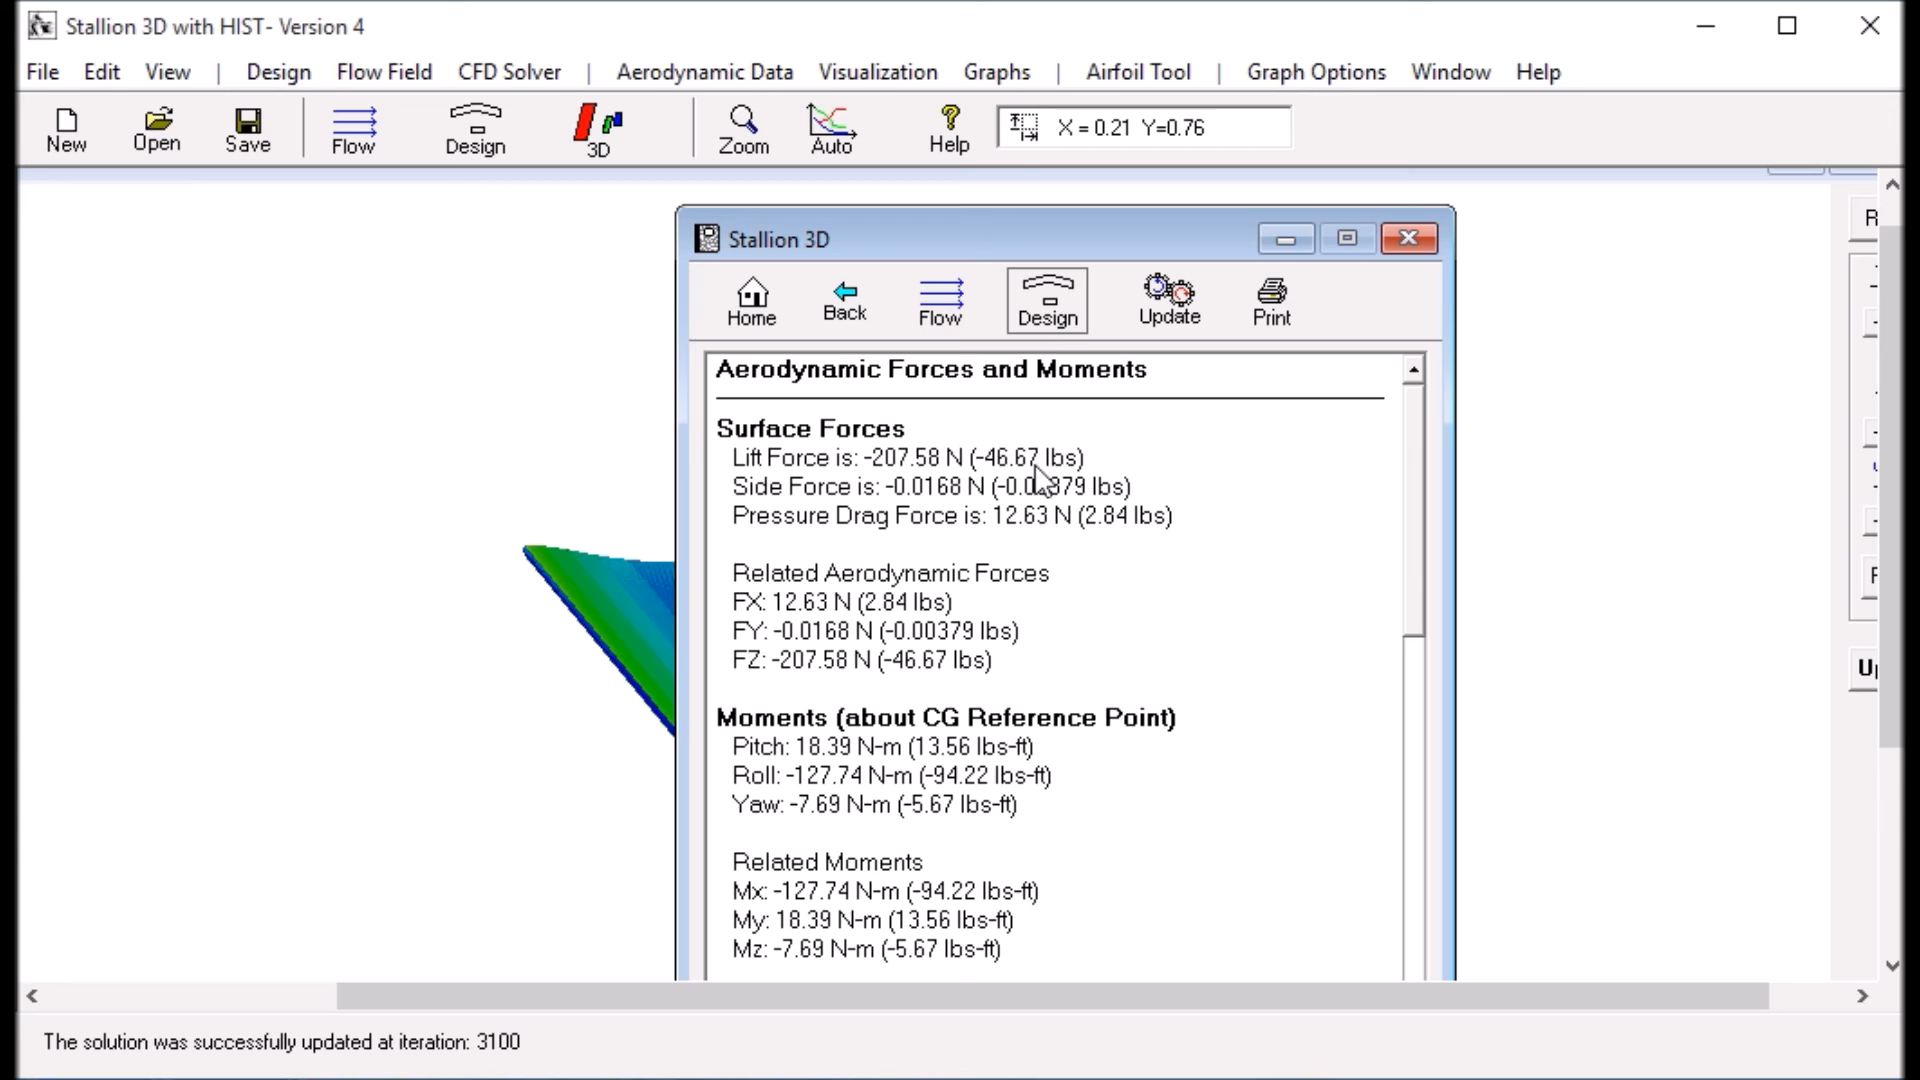 Stallion 3D with HIST- Version 4
File Edit View | Design Flow Field CFD Solver | Aerodynamic Data Visualization Graphs | Airfoil Tool | Graph Options Window Help
New Open Save Flow Design 3D Zoom Auto Help X = 0.21 Y=0.76
Stallion 3D
Home Back Flow Design Update Print
Aerodynamic Forces and Moments
Surface Forces
Lift Force is: -207.58 N (-46.67 lbs)
Side Force is: -0.0168 N (-0.00379 lbs)
Pressure Drag Force is: 12.63 N (2.84 lbs)
Related Aerodynamic Forces
FX: 12.63 N (2.84 lbs)
FY: -0.0168 N (-0.00379 lbs)
FZ: -207.58 N (-46.67 lbs)
Moments (about CG Reference Point)
Pitch: 18.39 N-m (13.56 lbs-ft)
Roll: -127.74 N-m (-94.22 lbs-ft)
Yaw: -7.69 N-m (-5.67 lbs-ft)
Related Moments
Mx: -127.74 N-m (-94.22 lbs-ft)
My: 18.39 N-m (13.56 lbs-ft)
Mz: -7.69 N-m (-5.67 lbs-ft)
The solution was successfully updated at iteration: 3100